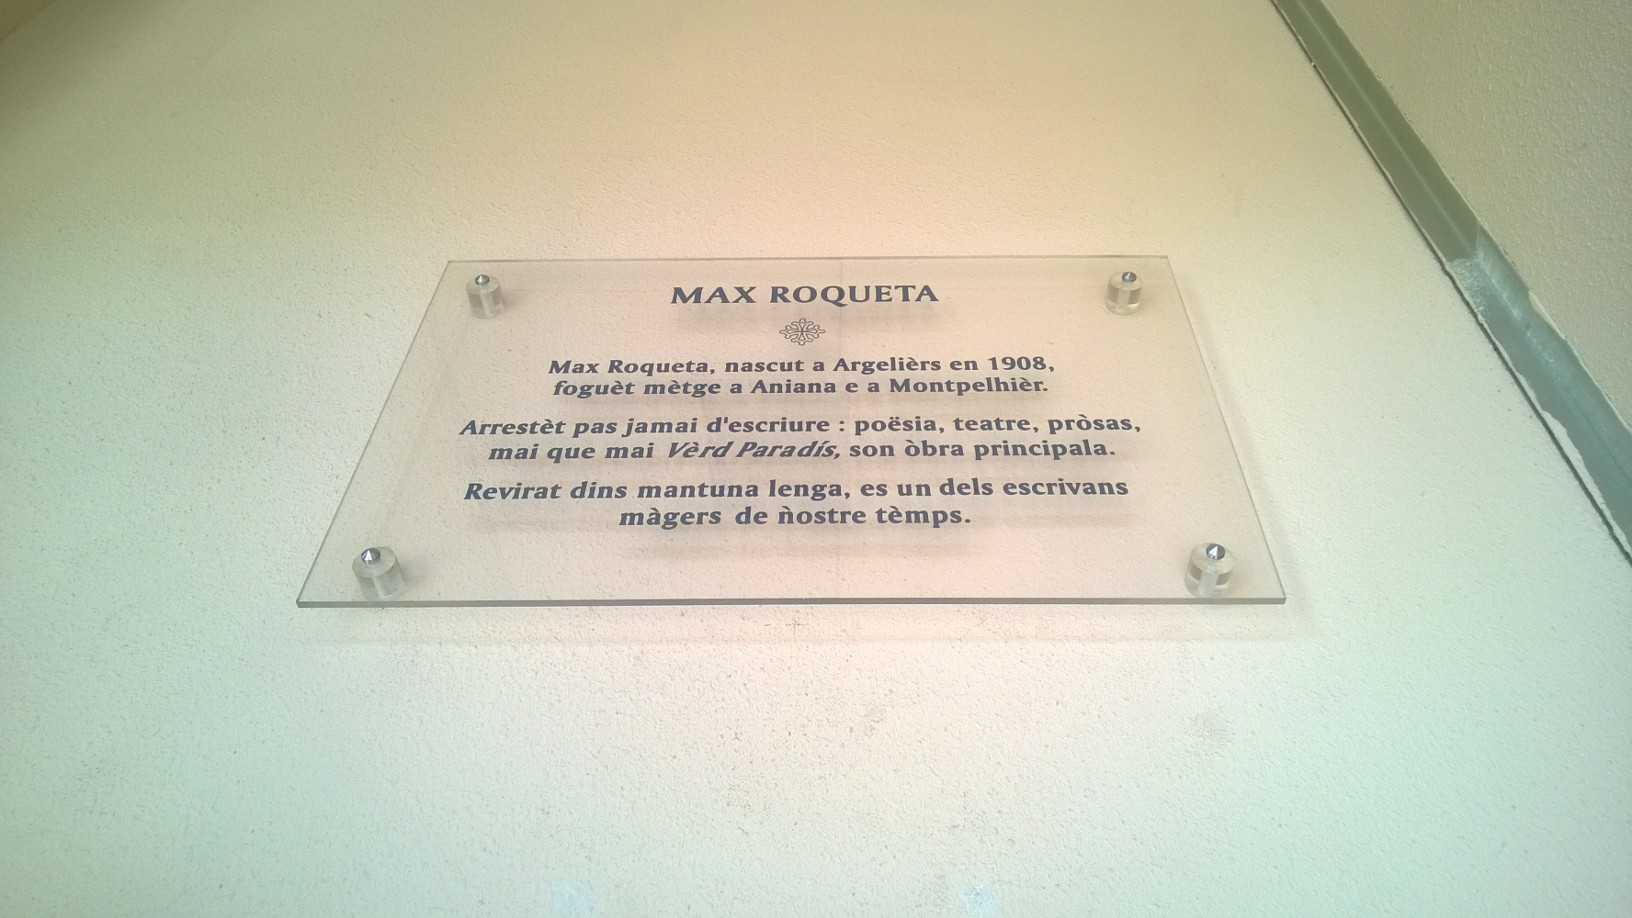 MAX ROQUETA
Max Roqueta, nascut a Argelièrs en 1908,
foguèt mètge a Aniana e a Montpelhièr.
Arrestèt pas jamai d'escriure : poësia, teatre, pròsas,
mai que mai Vèrd Paradís, son òbra principala.
Revirat dins mantuna lenga, es un dels escrivans
màgers de nostre tèmps.